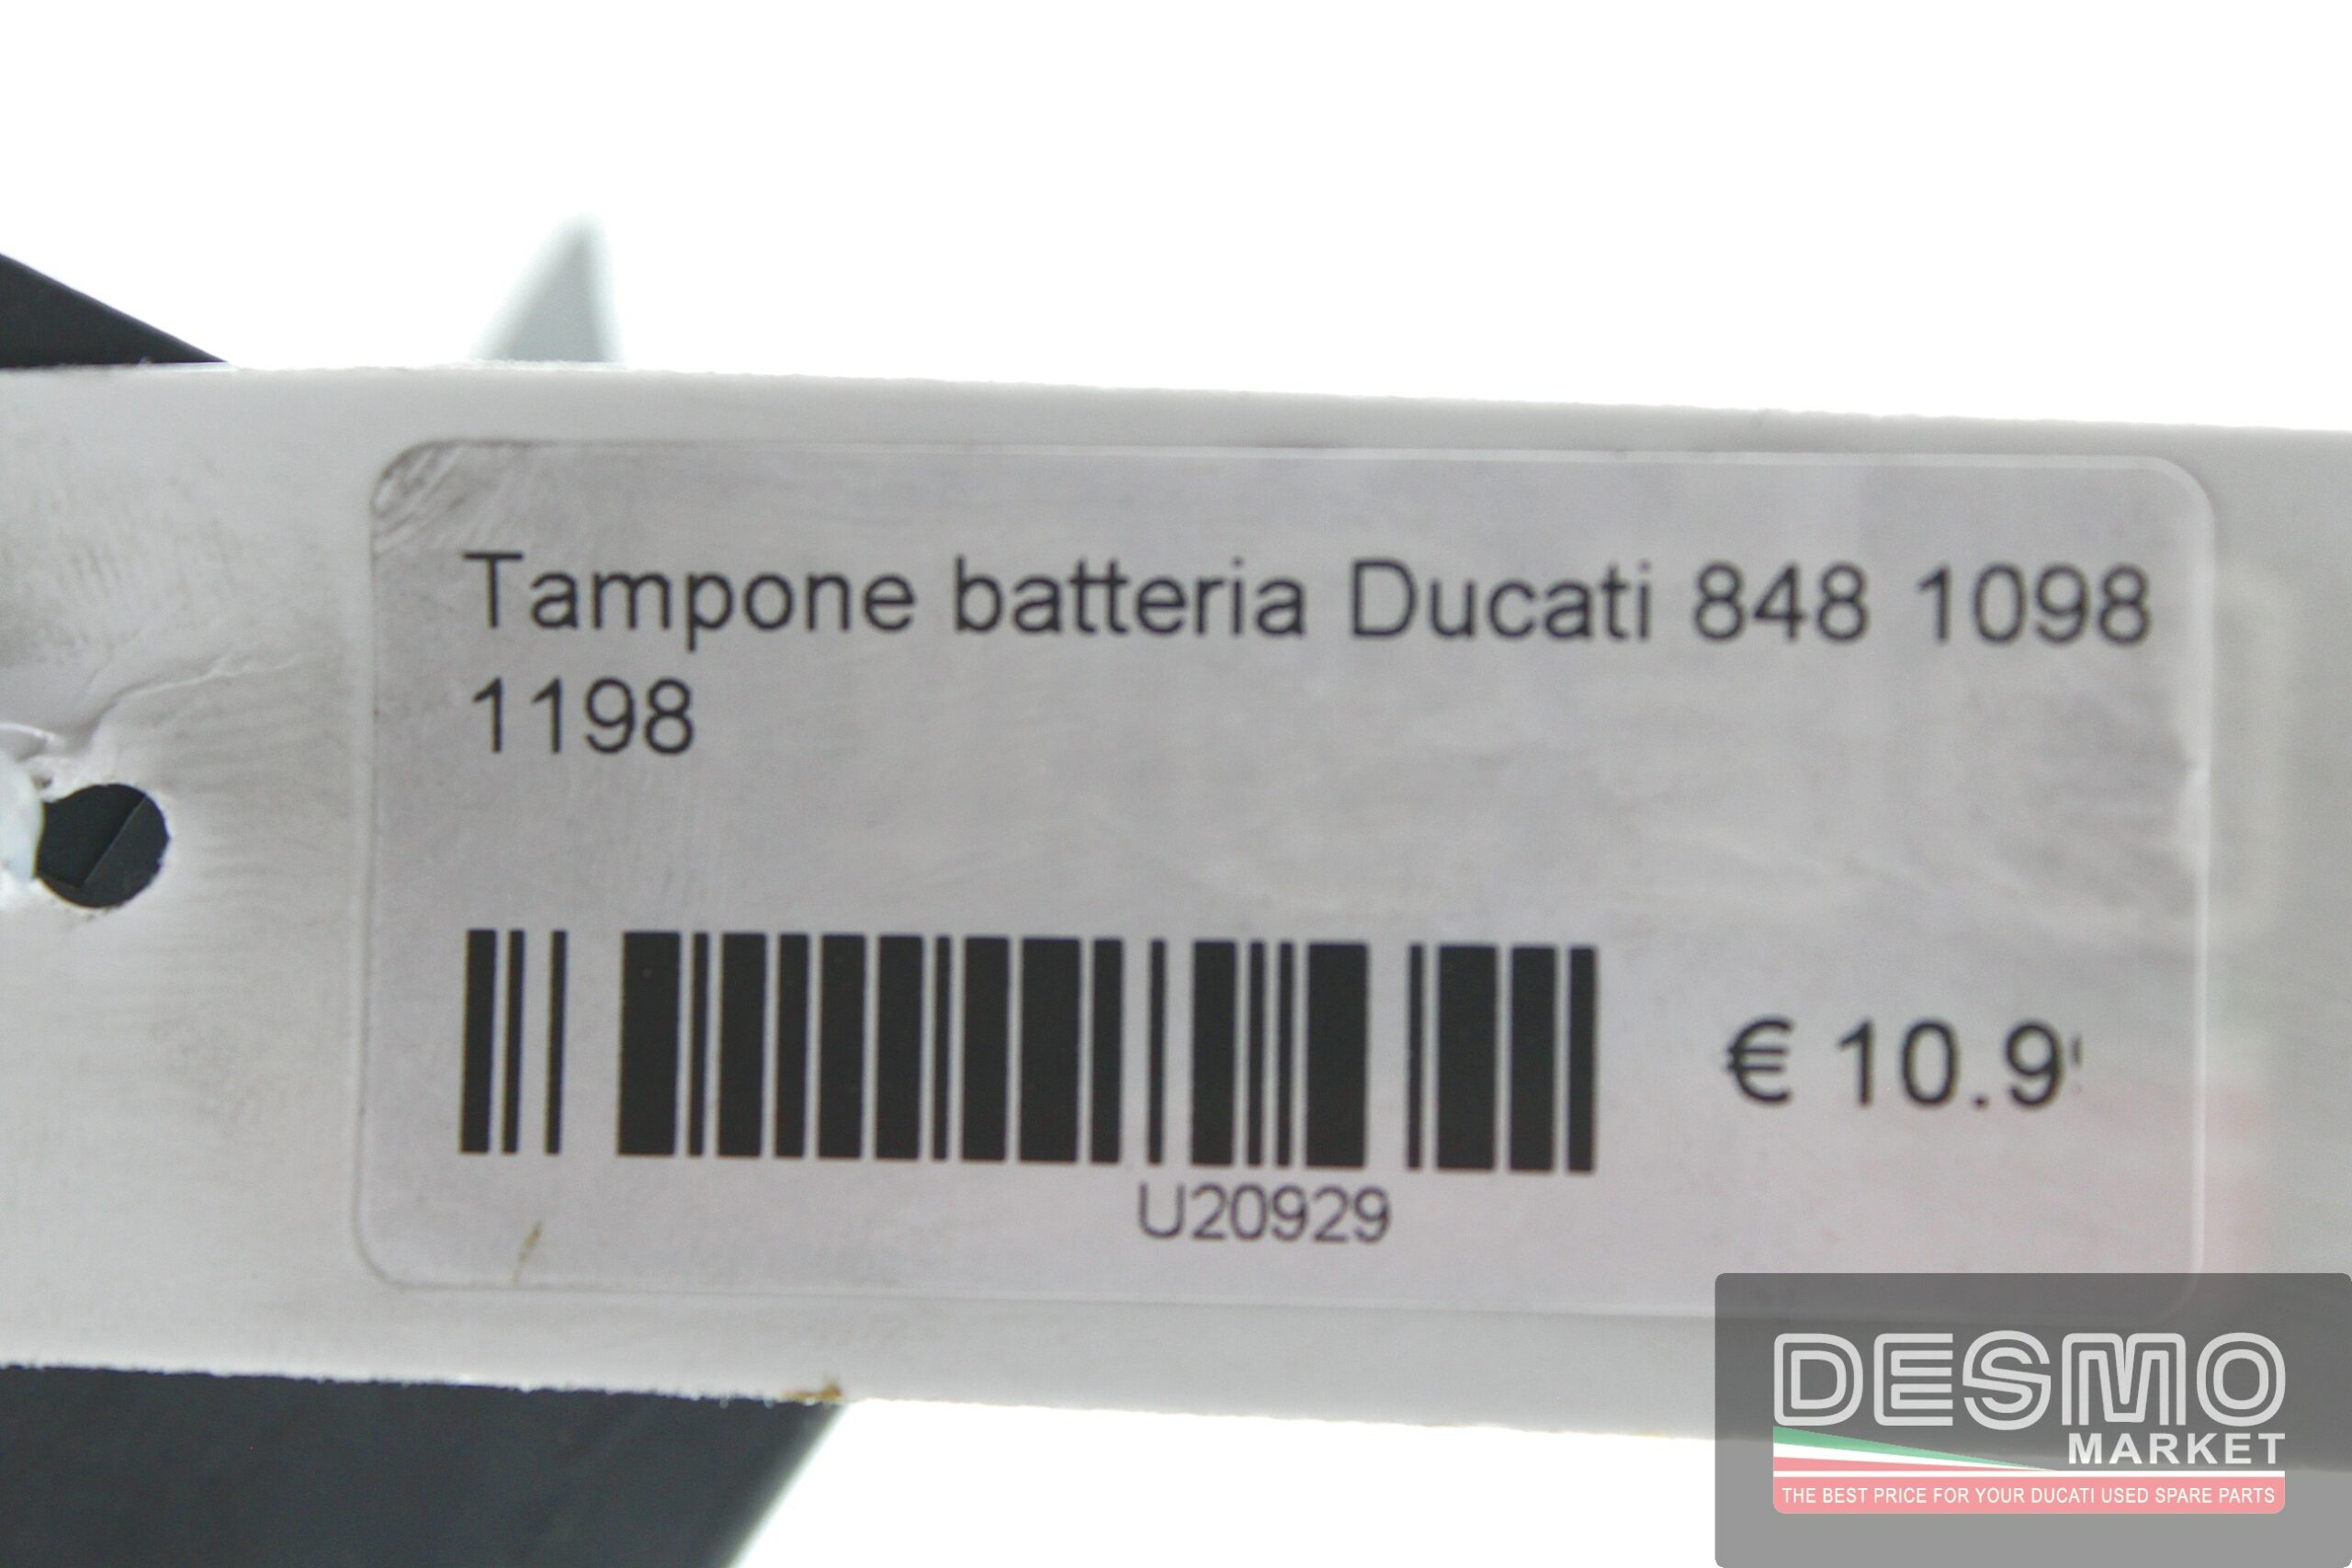 Tampone batteria Ducati 848 1098
1198
€ 10.9
U20929
DESMO
MARKET
THE BEST PRICE FOR YOUR DUCATI USED SPARE PARTS